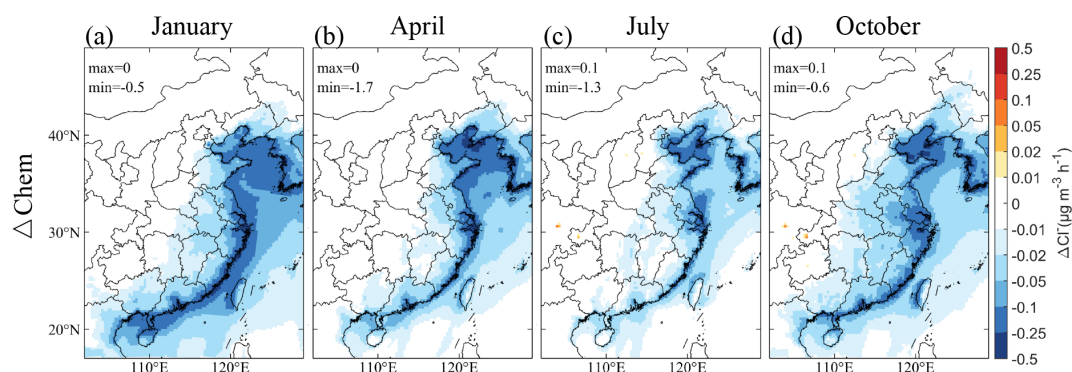 January April July October
(a) (b) (c) (d)
max=0 max=0 max=0.1 max=0.1
min=-0.5 min=-1.7 min=-1.3 min=-0.6
△Chem
40°N
30°N
20°N
110°E 120°E 110°E 120°E 110°E 120°E 110°E 120°E
0.5
0.25
0.1
0.05
0.02
0.01
0
-0.01
-0.02
-0.05
-0.1
-0.25
-0.5
ΔCl⁻(μg m⁻³ h⁻¹)